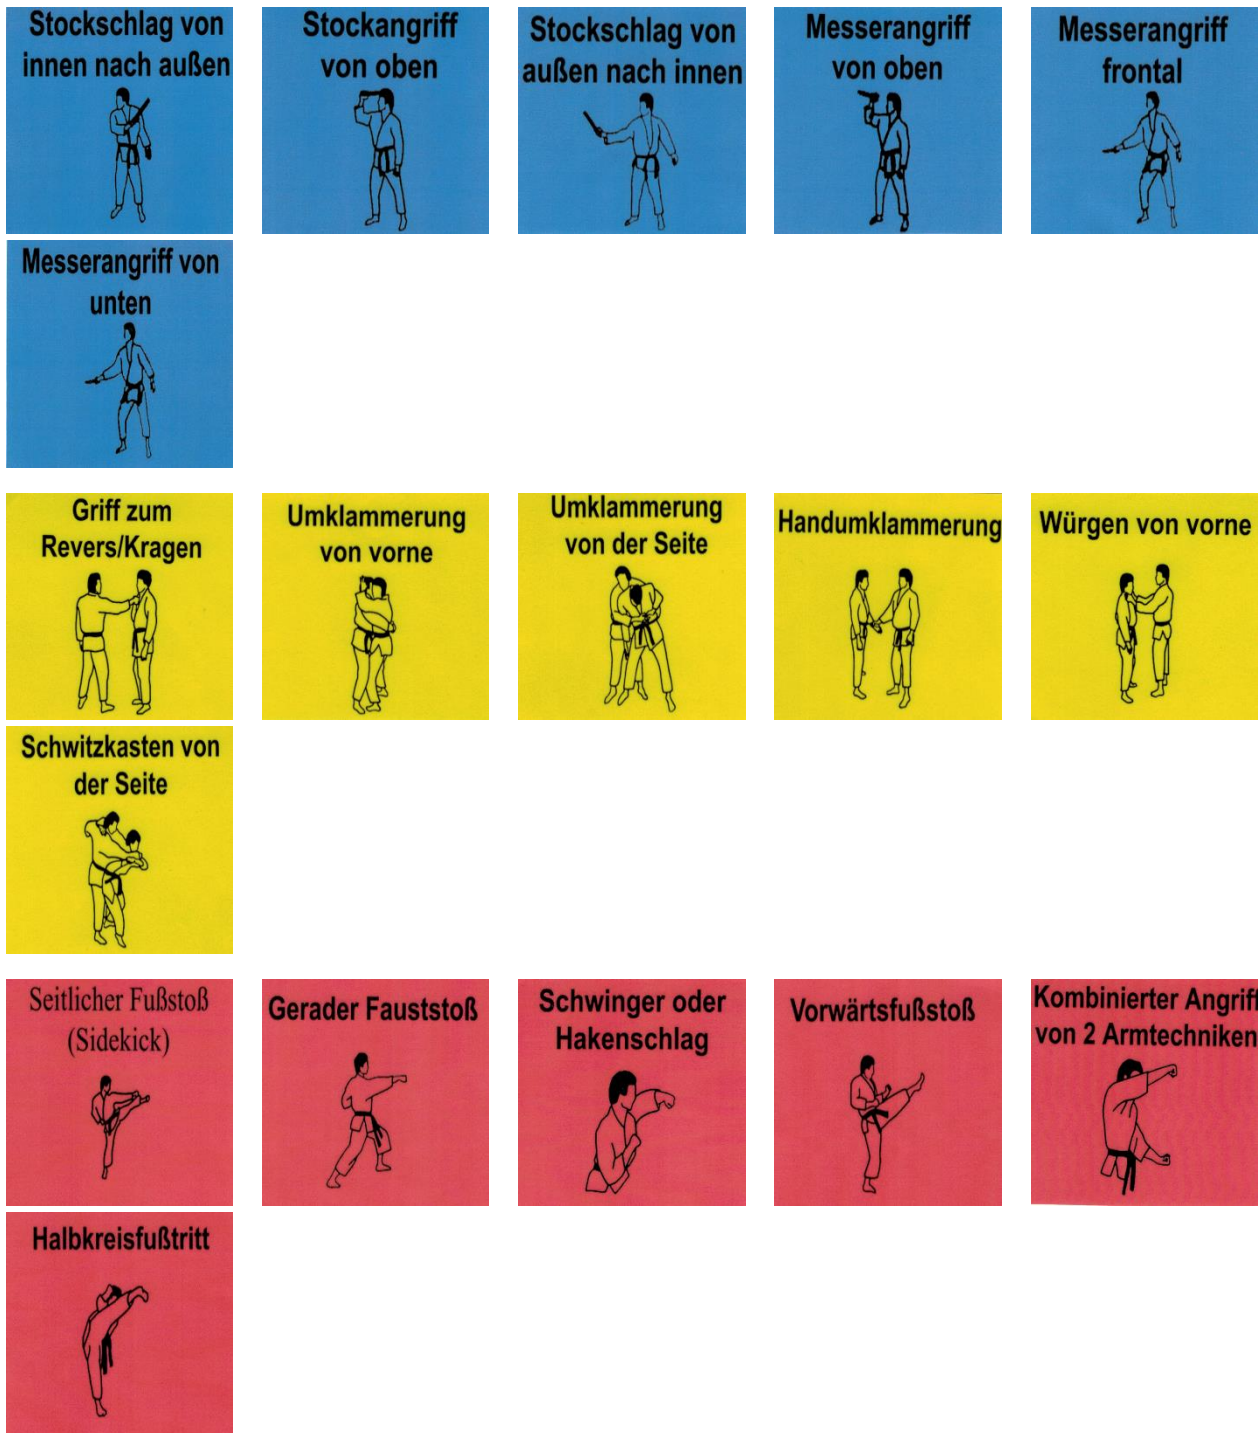 Stockschlag von
innen nach außen
Stockangriff
von oben
Stockschlag von
außen nach innen
Messerangriff
von oben
Messerangriff
frontal
Messerangriff von
unten
Griff zum
Revers/Kragen
Umklammerung
von vorne
Umklammerung
von der Seite
Handumklammerung
Würgen von vorne
Schwitzkasten von
der Seite
Seitlicher Fußstoß
(Sidekick)
Gerader Fauststoß
Schwinger oder
Hakenschlag
Vorwärtsfußstoß
Kombinierter Angriff
von 2 Armtechniken
Halbkreisfußtritt